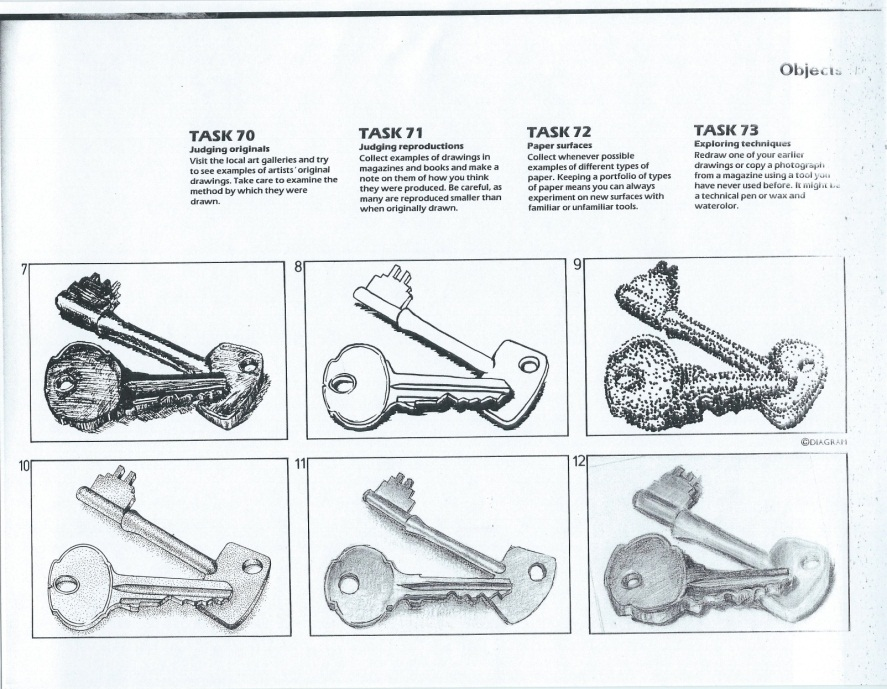 Objects
TASK 70
Judging originals
Visit the local art galleries and try
to see examples of artists' original
drawings. Take care to examine the
method by which they were
drawn.
TASK 71
Judging reproductions
Collect examples of drawings in
magazines and books and make a
note on them of how you think
they were produced. Be careful, as
many are reproduced smaller than
when originally drawn.
TASK 72
Paper surfaces
Collect whenever possible
examples of different types of
paper. Keeping a portfolio of types
of paper means you can always
experiment on new surfaces with
familiar or unfamiliar tools.
TASK 73
Exploring techniques
Redraw one of your earlier
drawings or copy a photograph
from a magazine using a tool you
have never used before. It might be
a technical pen or wax and
waterolor.
7
8
9
©DIAGRAM
10
11
12